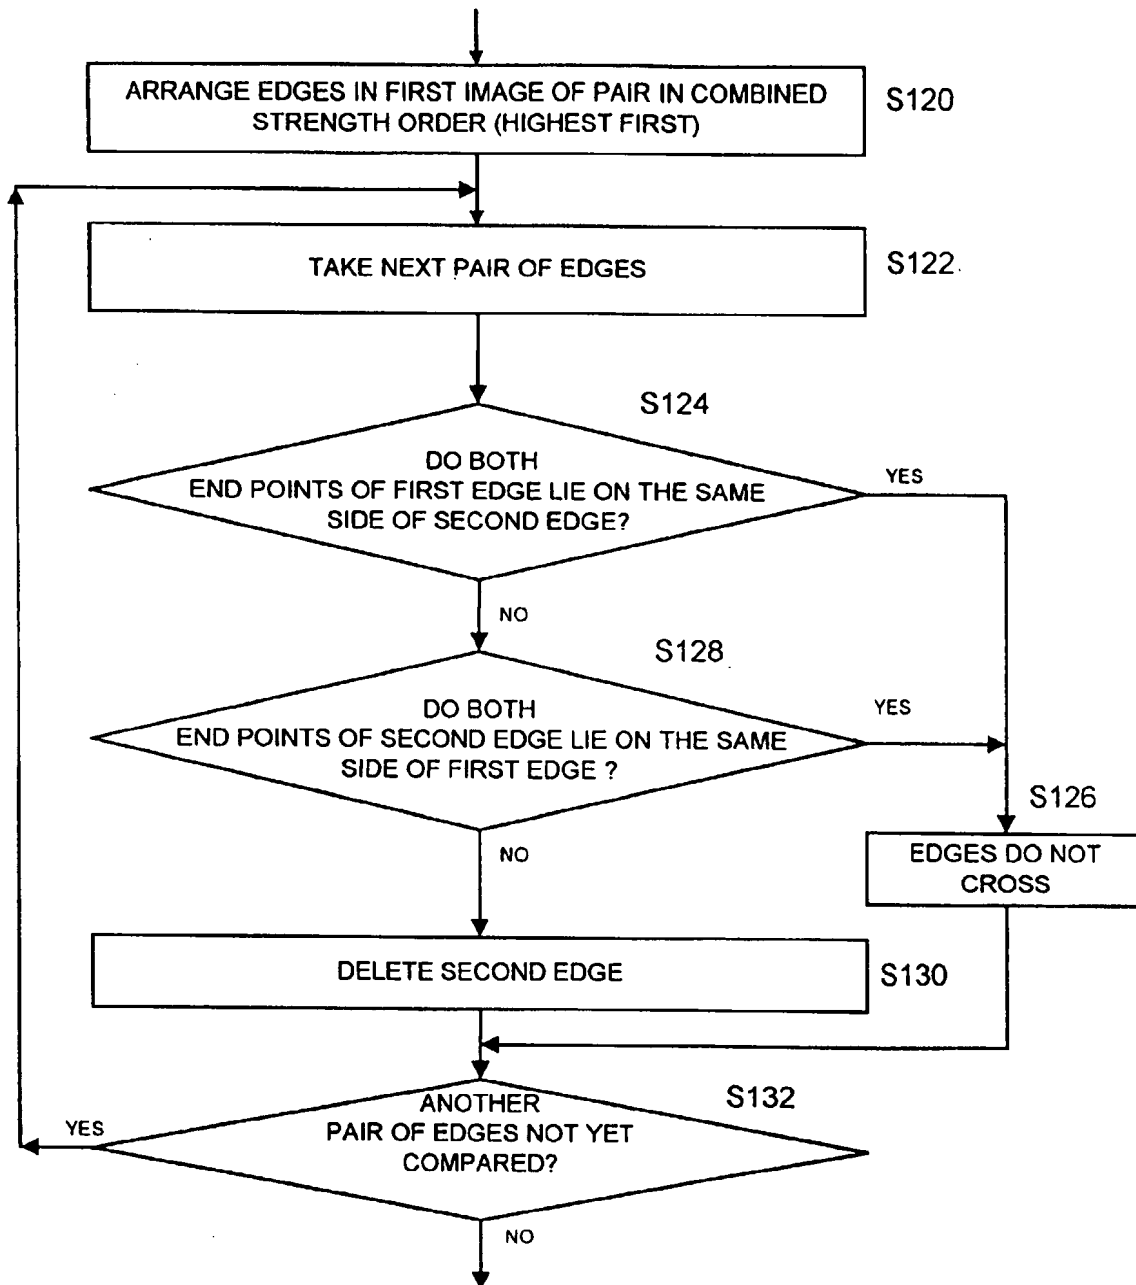 ARRANGE EDGES IN FIRST IMAGE OF PAIR IN COMBINED
STRENGTH ORDER (HIGHEST FIRST)
S120
TAKE NEXT PAIR OF EDGES
S122
S124
DO BOTH
END POINTS OF FIRST EDGE LIE ON THE SAME
SIDE OF SECOND EDGE?
YES
NO
S128
DO BOTH
END POINTS OF SECOND EDGE LIE ON THE SAME
SIDE OF FIRST EDGE ?
YES
S126
EDGES DO NOT
CROSS
NO
DELETE SECOND EDGE
S130
S132
ANOTHER
PAIR OF EDGES NOT YET
COMPARED?
YES
NO